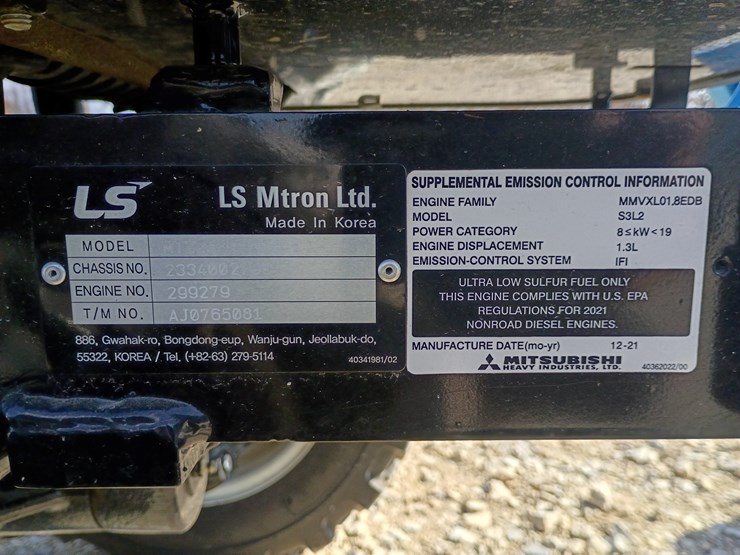 LS
LS Mtron Ltd.
Made In Korea
MODEL
CHASSIS NO. 2334002
ENGINE NO. 299279
T/M NO. AJ0755081
886, Gwahak-ro, Bongdong-eup, Wanju-gun, Jeollabuk-do,
55322, KOREA / Tel. (+82-63) 279-5114
40341981/02
SUPPLEMENTAL EMISSION CONTROL INFORMATION
ENGINE FAMILY MMVXL01.8EDB
MODEL S3L2
POWER CATEGORY 8≤kW<19
ENGINE DISPLACEMENT 1.3L
EMISSION-CONTROL SYSTEM IFI
ULTRA LOW SULFUR FUEL ONLY
THIS ENGINE COMPLIES WITH U.S. EPA
REGULATIONS FOR 2021
NONROAD DIESEL ENGINES.
MANUFACTURE DATE(mo-yr) 12-21
MITSUBISHI
HEAVY INDUSTRIES, LTD.
40362022/00